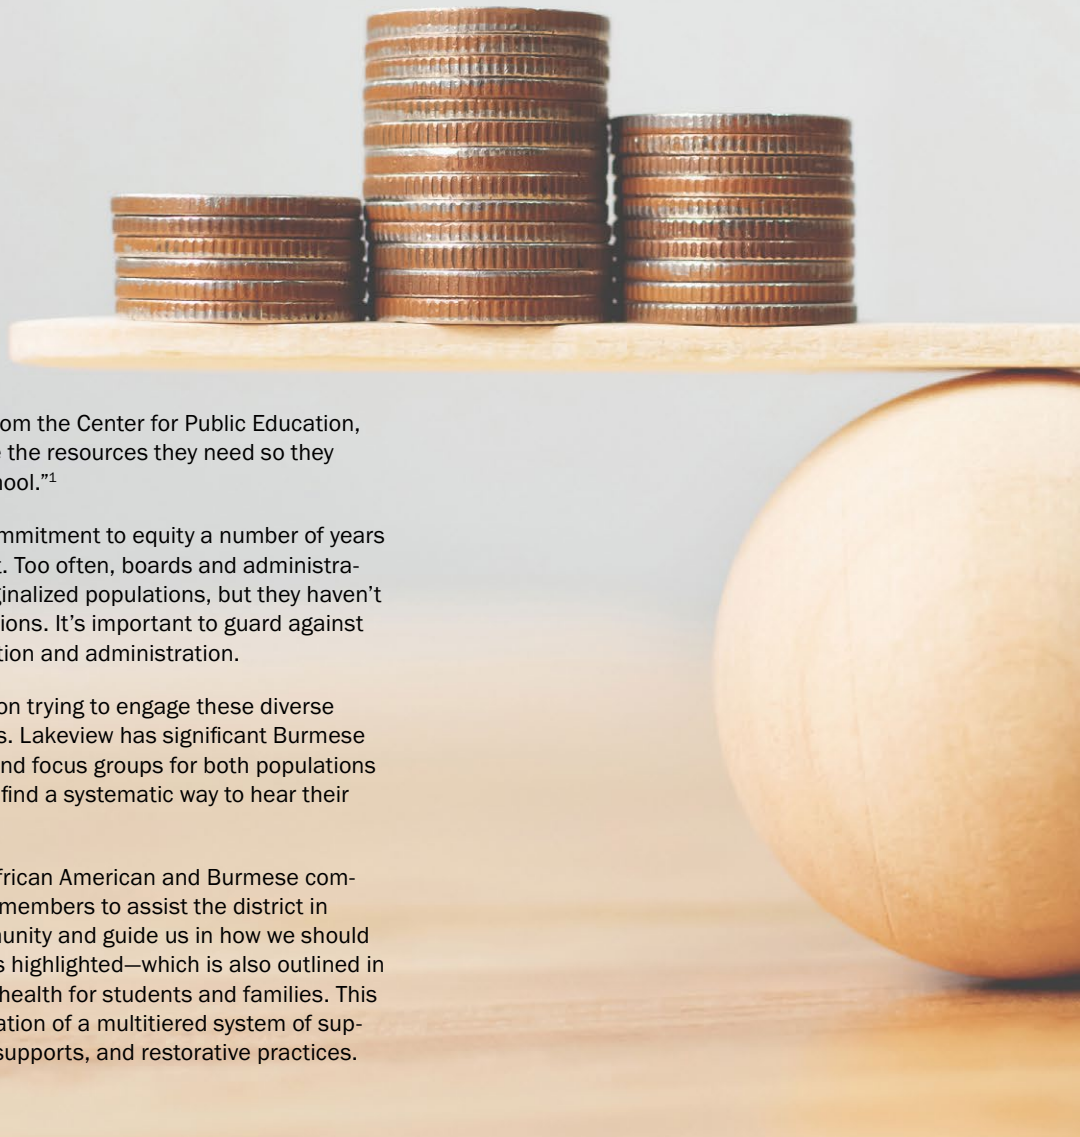 om the Center for Public Education,
the resources they need so they
ool.”1
mmitment to equity a number of years
. Too often, boards and administra-
ginalized populations, but they haven’t
ions. It’s important to guard against
tion and administration.
on trying to engage these diverse
s. Lakeview has significant Burmese
nd focus groups for both populations
find a systematic way to hear their
frican American and Burmese com-
members to assist the district in
unity and guide us in how we should
s highlighted—which is also outlined in
health for students and families. This
ation of a multitiered system of sup-
supports, and restorative practices.